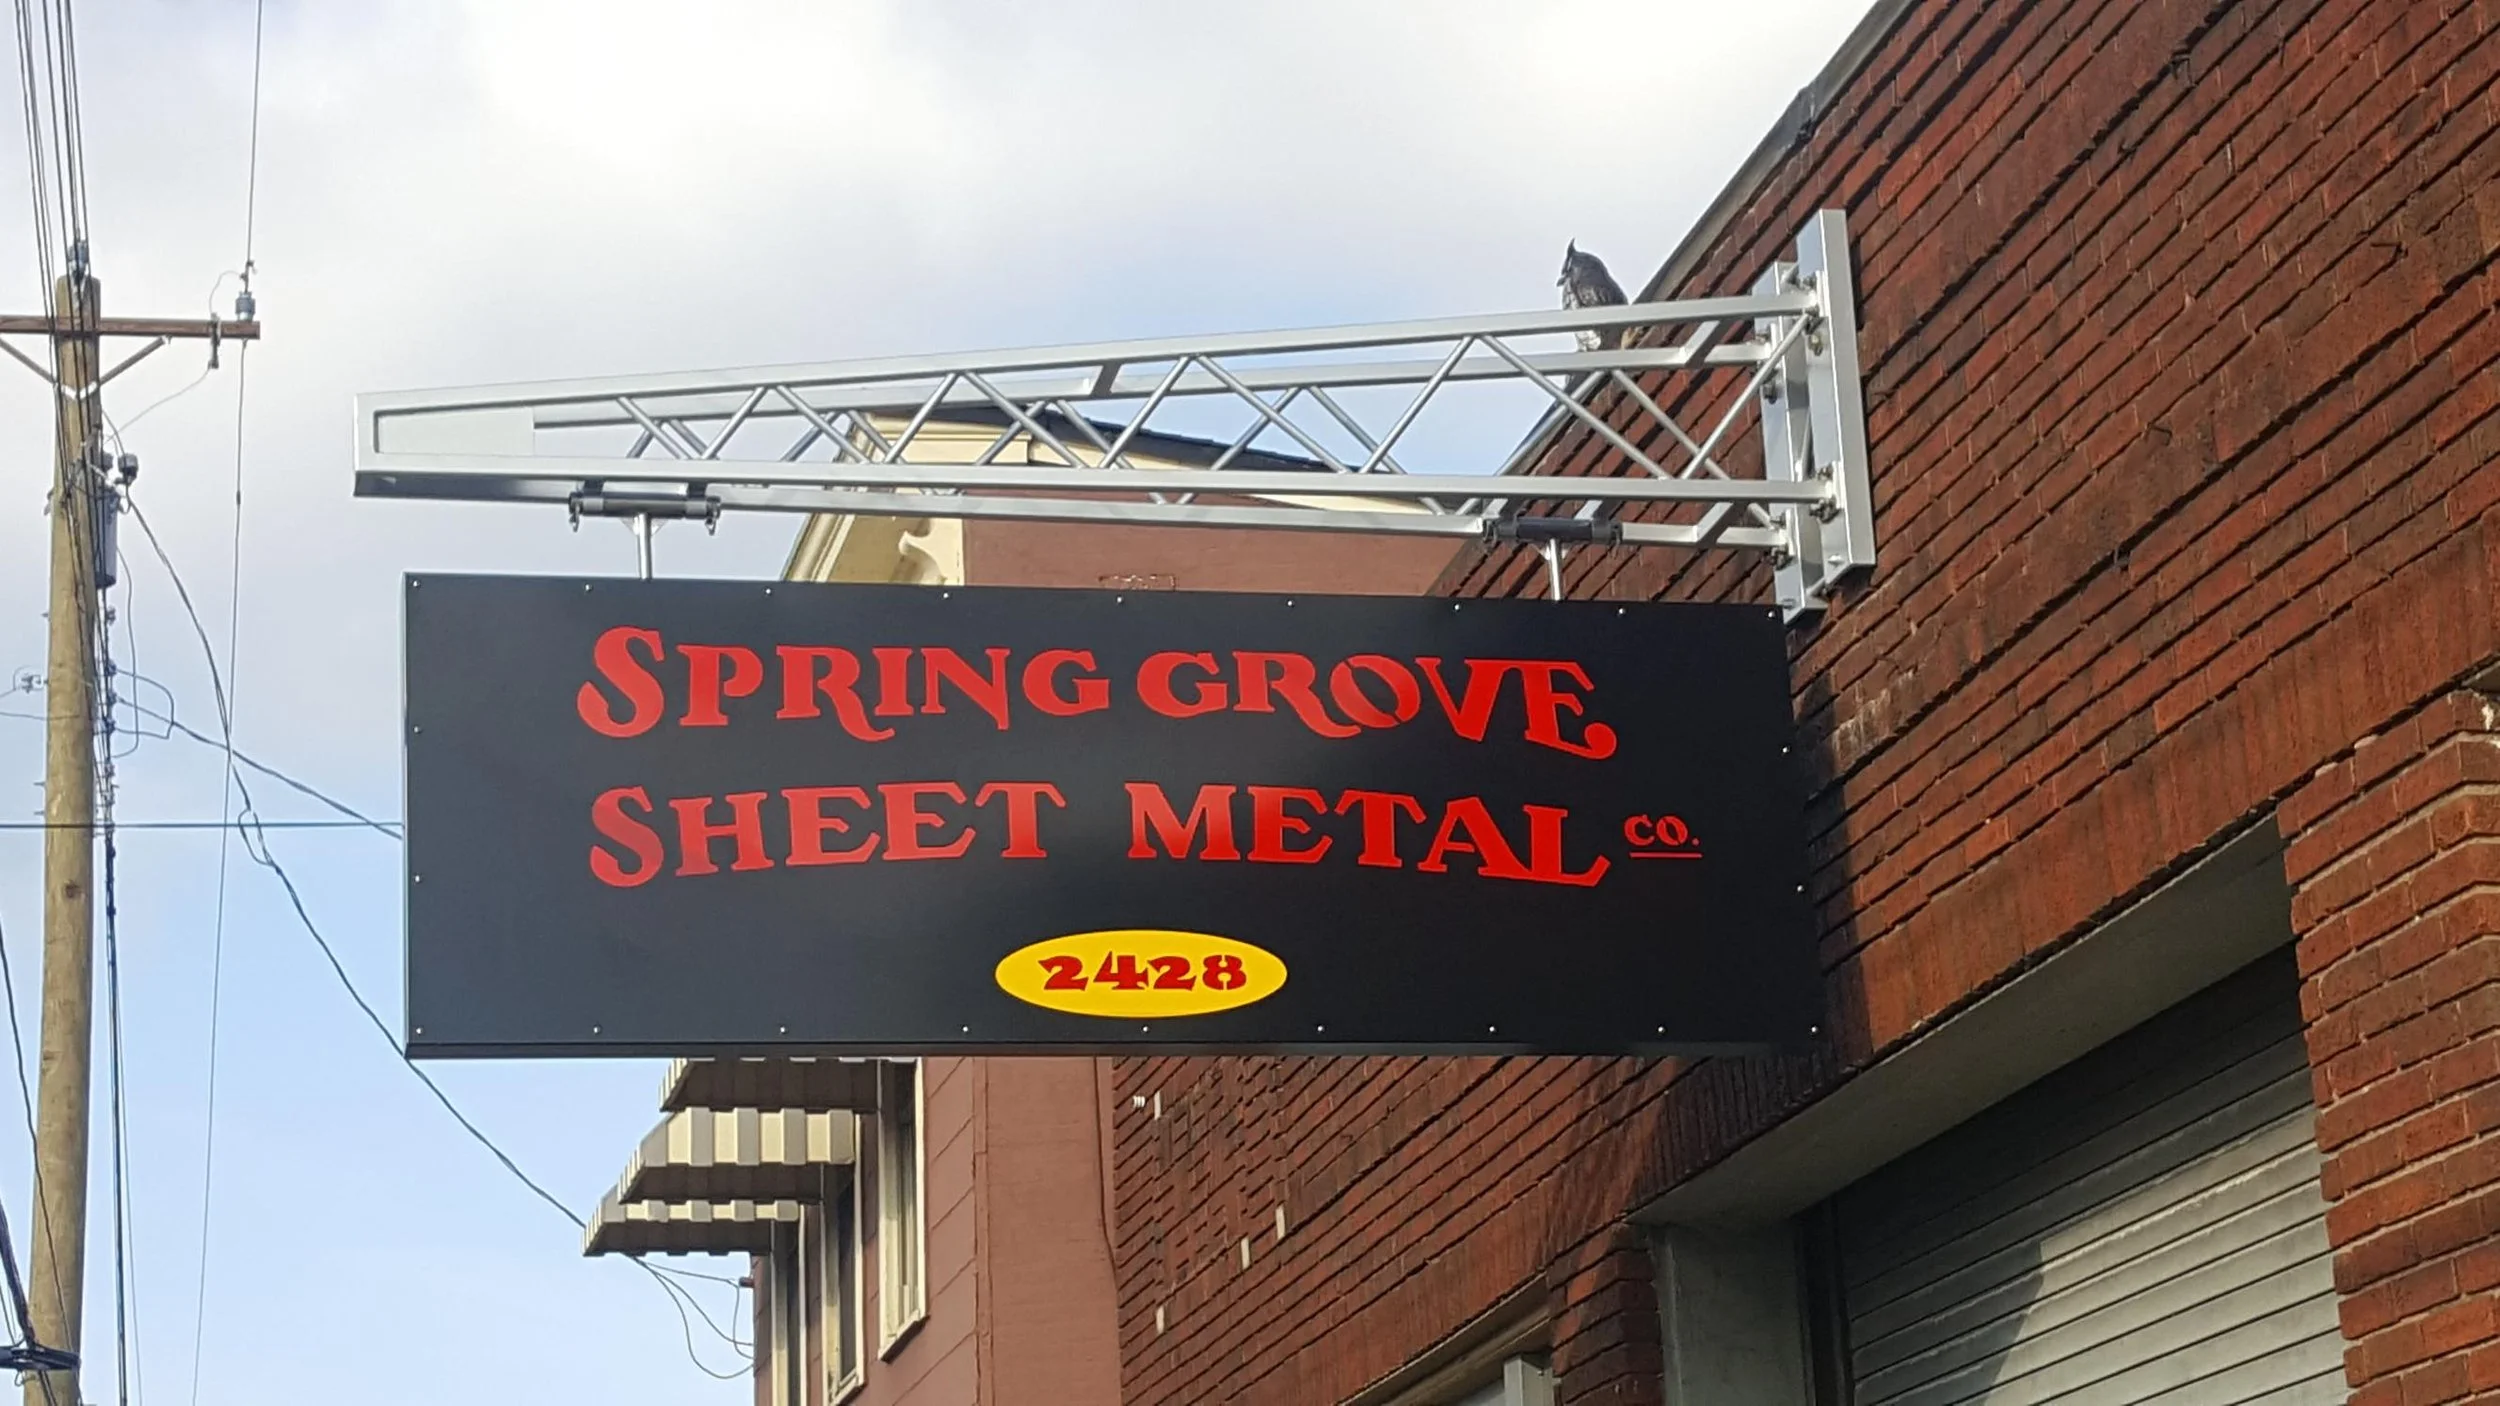 SPRING GROVE
SHEET METAL CO.
2428